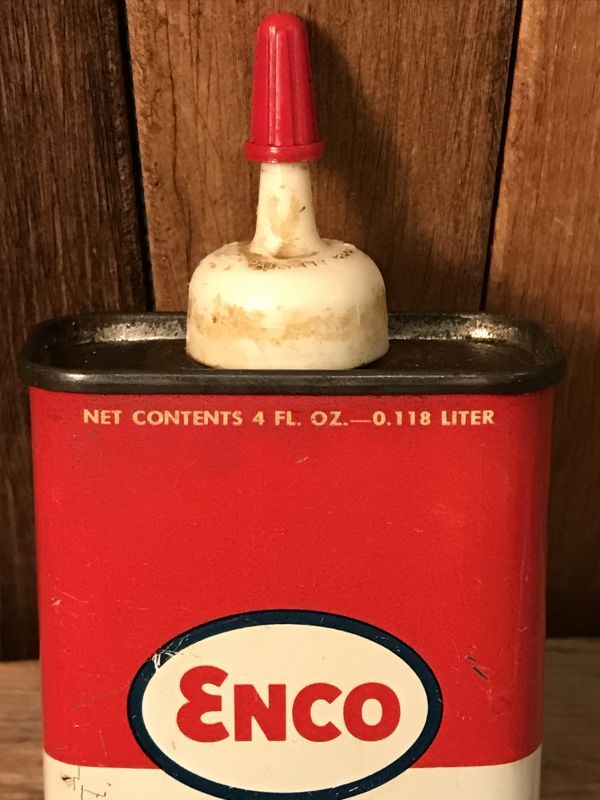 NET CONTENTS 4 FL. OZ.—0.118 LITER
ENCO